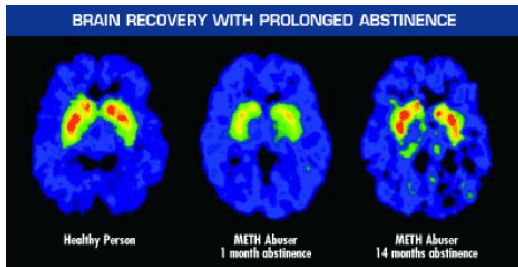 BRAIN RECOVERY WITH PROLONGED ABSTINENCE
Healthy Person
METH Abuser
1 month abstinence
METH Abuser
14 months abstinence